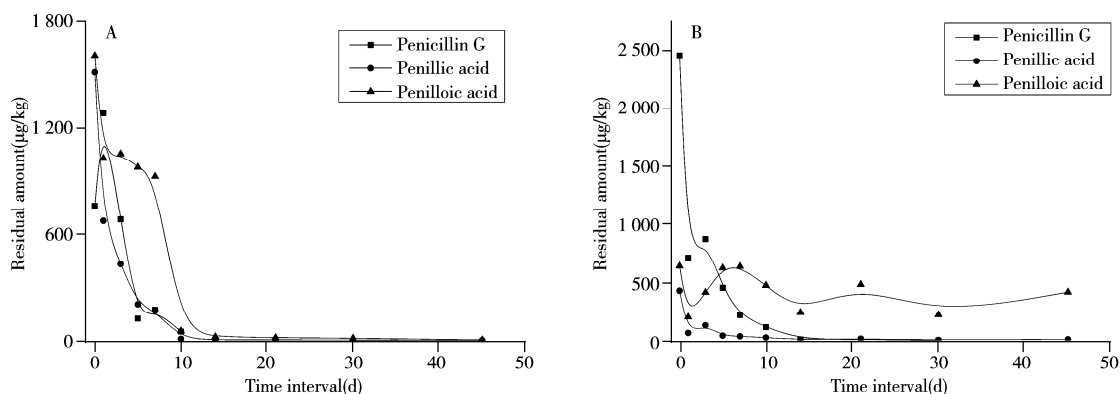 A
1 800
1 200
600
0
Residual amount(μg/kg)
0 10 20 30 40 50
Time interval(d)
Penicillin G
Penillic acid
Penilloic acid
B
2 500
2 000
1 500
1 000
500
0
Residual amount(μg/kg)
0 10 20 30 40 50
Time interval(d)
Penicillin G
Penillic acid
Penilloic acid